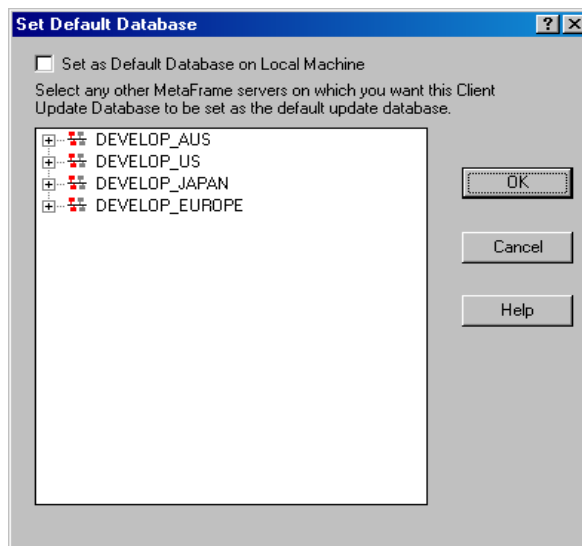 Set Default Database
Set as Default Database on Local Machine
Select any other MetaFrame servers on which you want this Client
Update Database to be set as the default update database.
DEVELOP_AUS
DEVELOP_US
DEVELOP_JAPAN
DEVELOP_EUROPE
OK
Cancel
Help